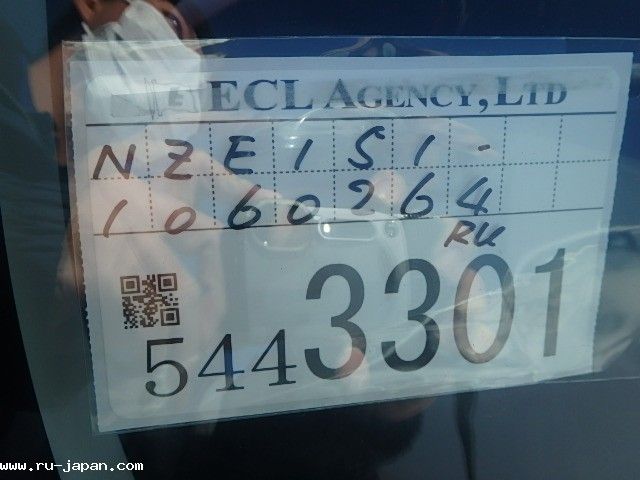 ECL AGENCY, LTD
NZE151-
1060264
RU
5443301
www.ru-japan.com